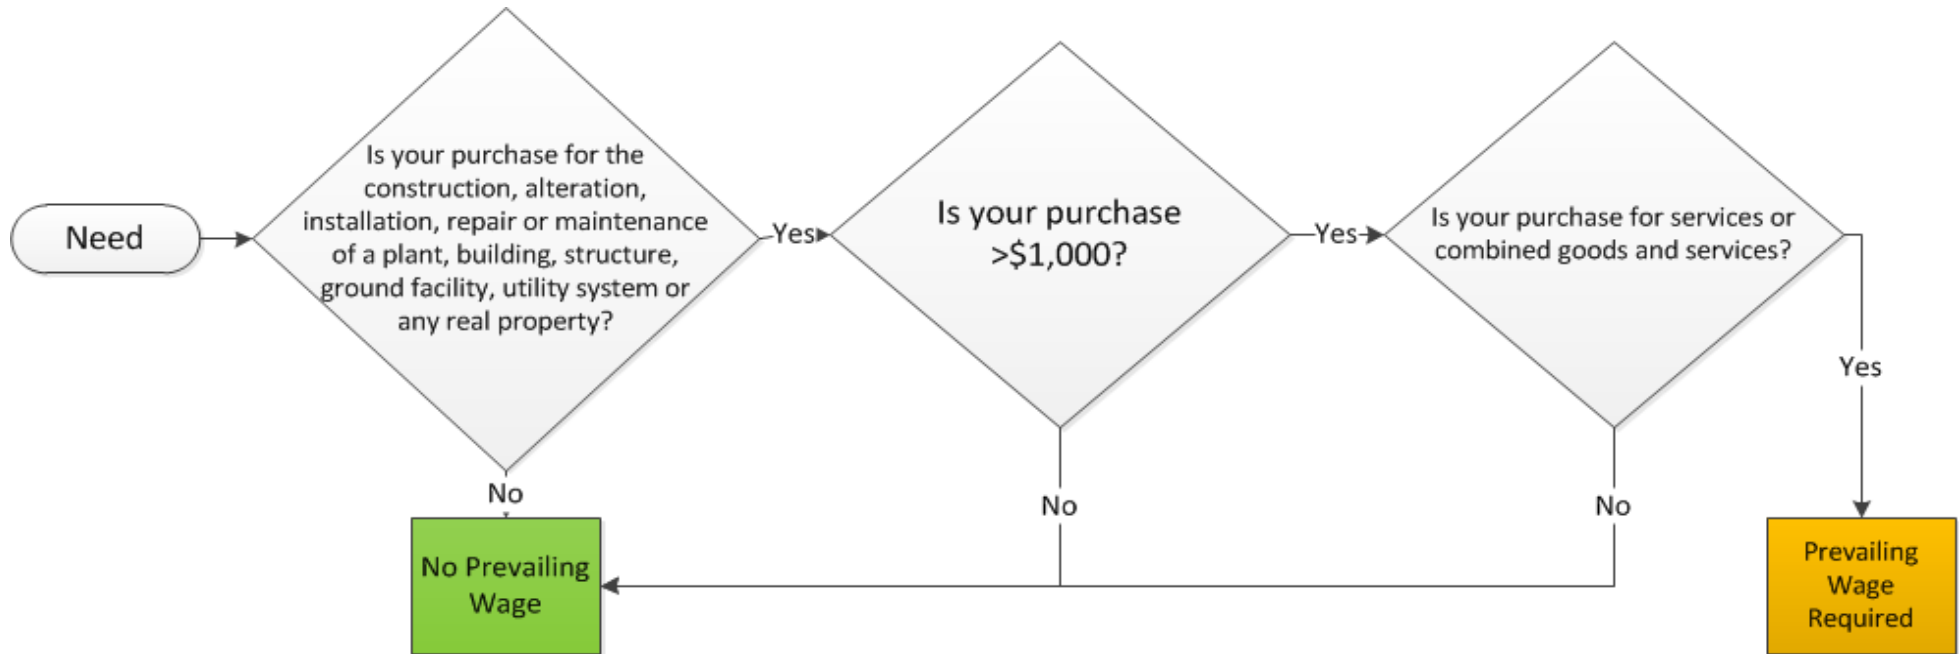 Need
Is your purchase for the
construction, alteration,
installation, repair or maintenance
of a plant, building, structure,
ground facility, utility system or
any real property?
Yes
Is your purchase
>$1,000?
Yes
Is your purchase for services or
combined goods and services?
Yes
No
No
No
No Prevailing
Wage
Prevailing
Wage
Required